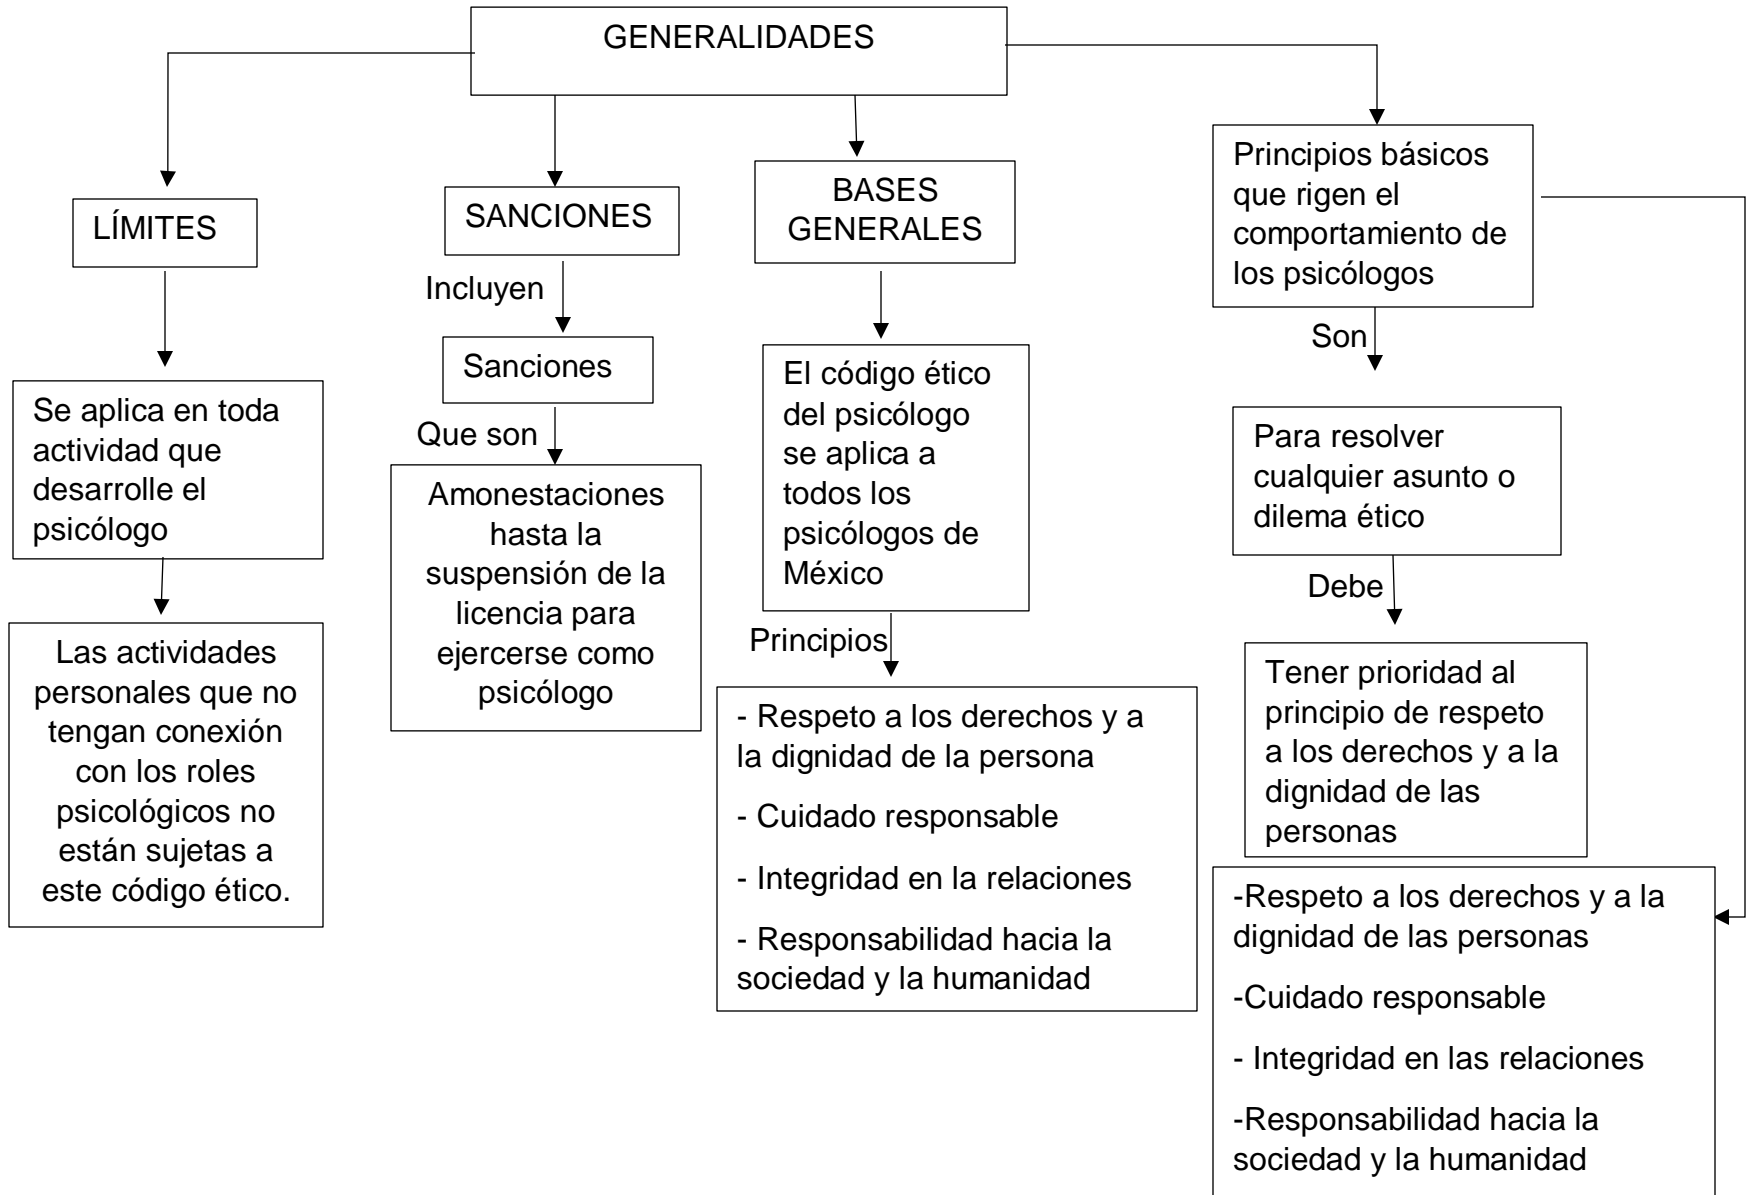 GENERALIDADES
LÍMITES
Se aplica en toda
actividad que
desarrolle el
psicólogo
Las actividades
personales que no
tengan conexión
con los roles
psicológicos no
están sujetas a
este código ético.
SANCIONES
Incluyen
Sanciones
Que son
Amonestaciones
hasta la
suspensión de la
licencia para
ejercerse como
psicólogo
BASES
GENERALES
El código ético
del psicólogo
se aplica a
todos los
psicólogos de
México
Principios
- Respeto a los derechos y a
la dignidad de la persona
- Cuidado responsable
- Integridad en la relaciones
- Responsabilidad hacia la
sociedad y la humanidad
Principios básicos
que rigen el
comportamiento de
los psicólogos
Son
Para resolver
cualquier asunto o
dilema ético
Debe
Tener prioridad al
principio de respeto
a los derechos y a la
dignidad de las
personas
-Respeto a los derechos y a la
dignidad de las personas
-Cuidado responsable
- Integridad en las relaciones
-Responsabilidad hacia la
sociedad y la humanidad